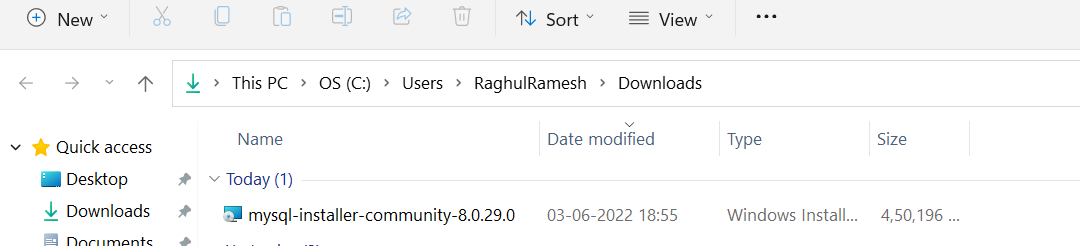 New Sort View ...
This PC > OS (C:) > Users > RaghulRamesh > Downloads
Name Date modified Type Size
Quick access
Today (1)
Desktop
Downloads
mysql-installer-community-8.0.29.0 03-06-2022 18:55 Windows Install... 4,50,196 ...
Documents